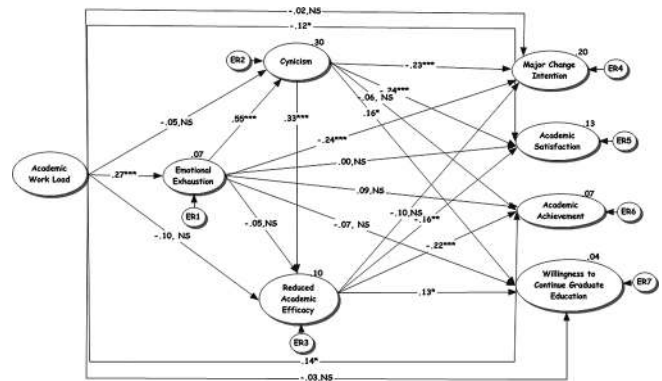 -.02,NS
-.12*
.30
.20
ER2
Cynicism
-.23***
Major Change
Intention
ER4
-.24***
-.06, NS
.16*
-.05,NS
.55***
.33***
-.24***
.13
.07
Academic
Satisfaction
ER5
.00,NS
Academic
Work Load
.27***
Emotional
Exhaustion
.09,NS
.07
ER1
-.07, NS
-.10,NS
-.16**
Academic
Achievement
ER6
-.05,NS
-.10, NS
-.22***
.10
.04
Reduced
Academic
Efficacy
.13*
Willingness to
Continue Graduate
Education
ER7
ER3
.14*
-.03,NS